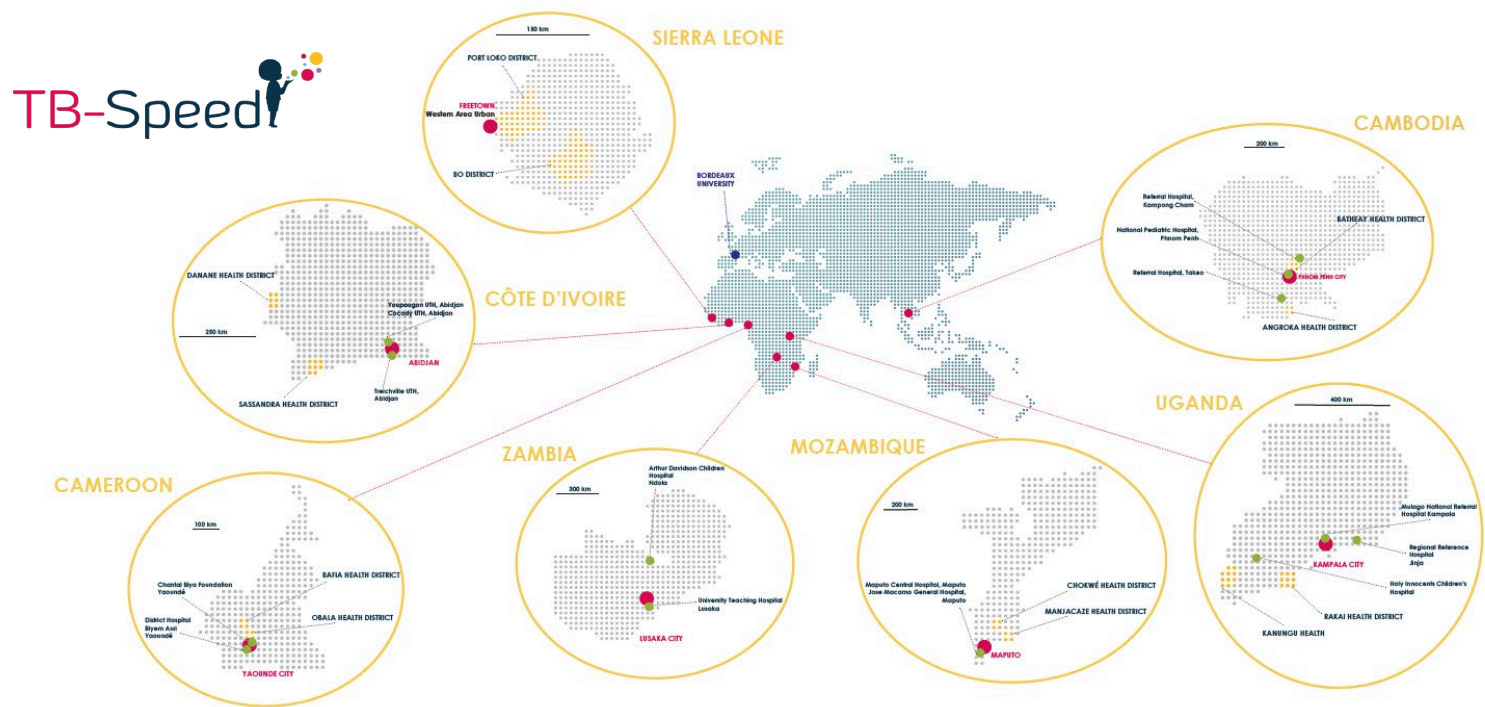 TB-Speed
SIERRA LEONE
150 km
PORT LOKO DISTRICT
FREETOWN
Western Area Urban
BO DISTRICT
BORDEAUX
UNIVERSITY
CAMBODIA
200 km
Referral Hospital,
Kampong Cham
BATHEAY HEALTH DISTRICT
National Pediatric Hospital,
Phnom Penh
PHNOM PENH CITY
Referral Hospital, Takeo
ANGROKA HEALTH DISTRICT
CÔTE D'IVOIRE
DANANE HEALTH DISTRICT
250 km
Youpougon UTH, Abidjan
Cocody UTH, Abidjan
ABIDJAN
Treichville UTH,
Abidjan
SASSANDRA HEALTH DISTRICT
CAMEROON
100 km
BAFIA HEALTH DISTRICT
Chantal Biya Foundation
Yaoundé
OBALA HEALTH DISTRICT
District Hospital
Biyem Assi
Yaoundé
YAOUNDE CITY
ZAMBIA
300 km
Arthur Davidson Children
Hospital
Ndola
University Teaching Hospital
Lusaka
LUSAKA CITY
MOZAMBIQUE
200 km
Maputo Central Hospital, Maputo
Jose Macamo General Hospital,
Maputo
CHOKWÉ HEALTH DISTRICT
MANJACAZE HEALTH DISTRICT
MAPUTO
UGANDA
400 km
Mulago National Referral
Hospital Kampala
Regional Reference
Hospital
Jinja
KAMPALA CITY
Holy Innocents Children's
Hospital
RAKAI HEALTH DISTRICT
KANUNGU HEALTH